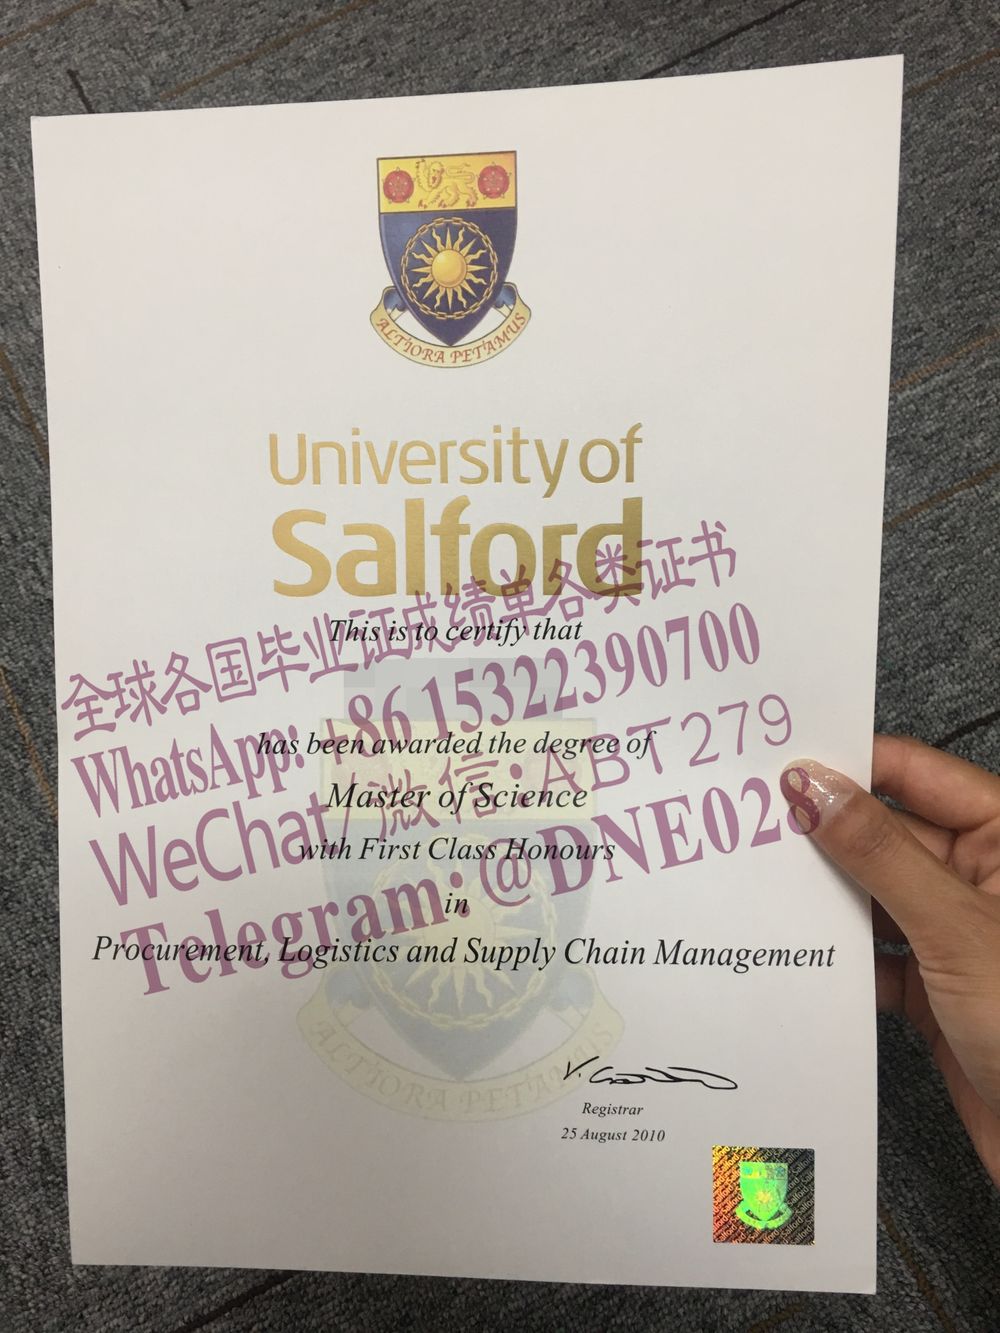 ALTIORA PETAMUS
University of
Salford
This is to certify that
全球各国毕业证成绩单各类证书
WhatsApp: +86 15322390700
has been awarded the degree of
WeChat/微信:ABT279
Master of Science
with First Class Honours
Telegram:@DNE028
in
Procurement, Logistics and Supply Chain Management
ALTIORA PETAMUS
Registrar
25 August 2010
Salford